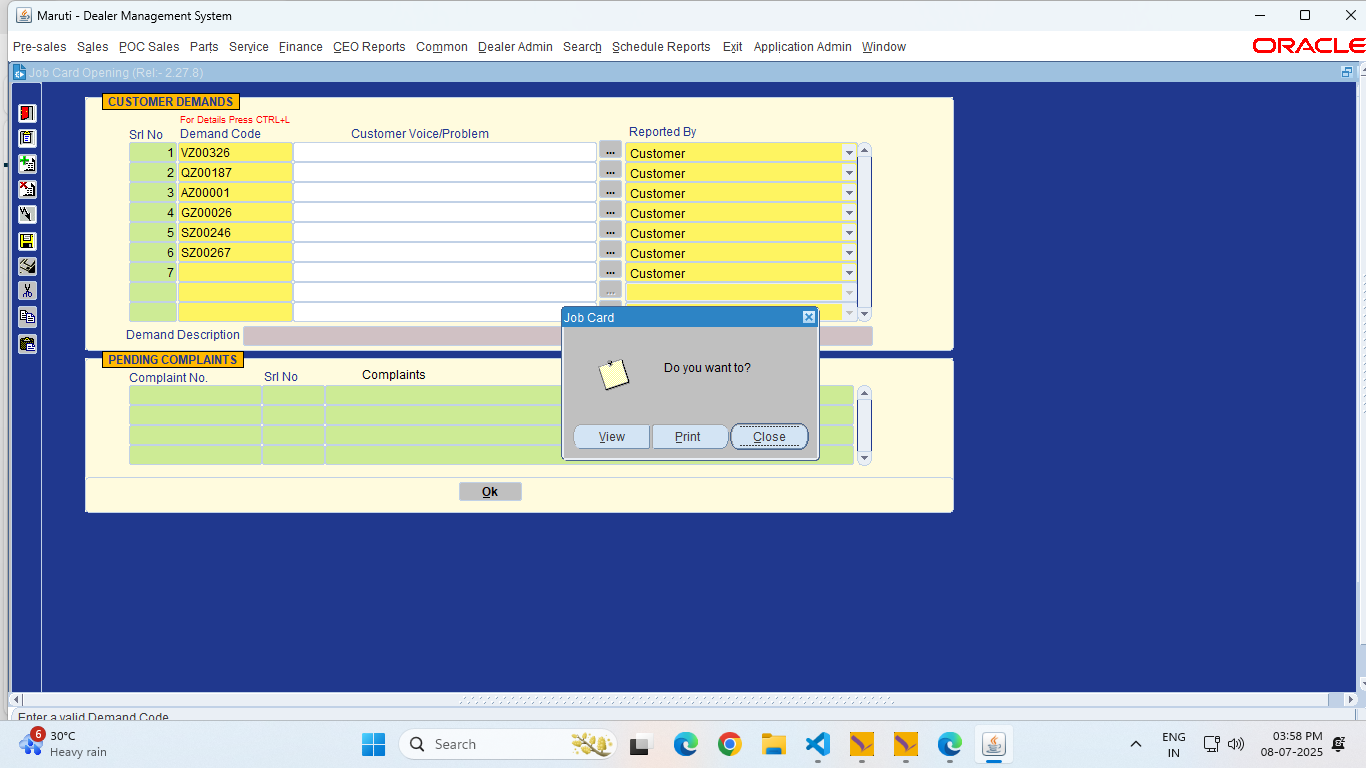 Maruti - Dealer Management System
Pre-sales Sales POC Sales Parts Service Finance CEO Reports Common Dealer Admin Search Schedule Reports Exit Application Admin Window
ORACLE
Job Card Opening (Rel:- 2.27.8)
CUSTOMER DEMANDS
For Details Press CTRL+L
Srl No Demand Code Customer Voice/Problem Reported By
1 VZ00326 ... Customer
2 QZ00187 ... Customer
3 AZ00001 ... Customer
4 GZ00026 ... Customer
5 SZ00246 ... Customer
6 SZ00267 ... Customer
7 ... Customer
...
Demand Description
Job Card
Do you want to?
View Print Close
PENDING COMPLAINTS
Complaint No. Srl No Complaints
Ok
Enter a valid Demand Code
6
30°C
Heavy rain
Search
ENG
IN
03:58 PM
08-07-2025